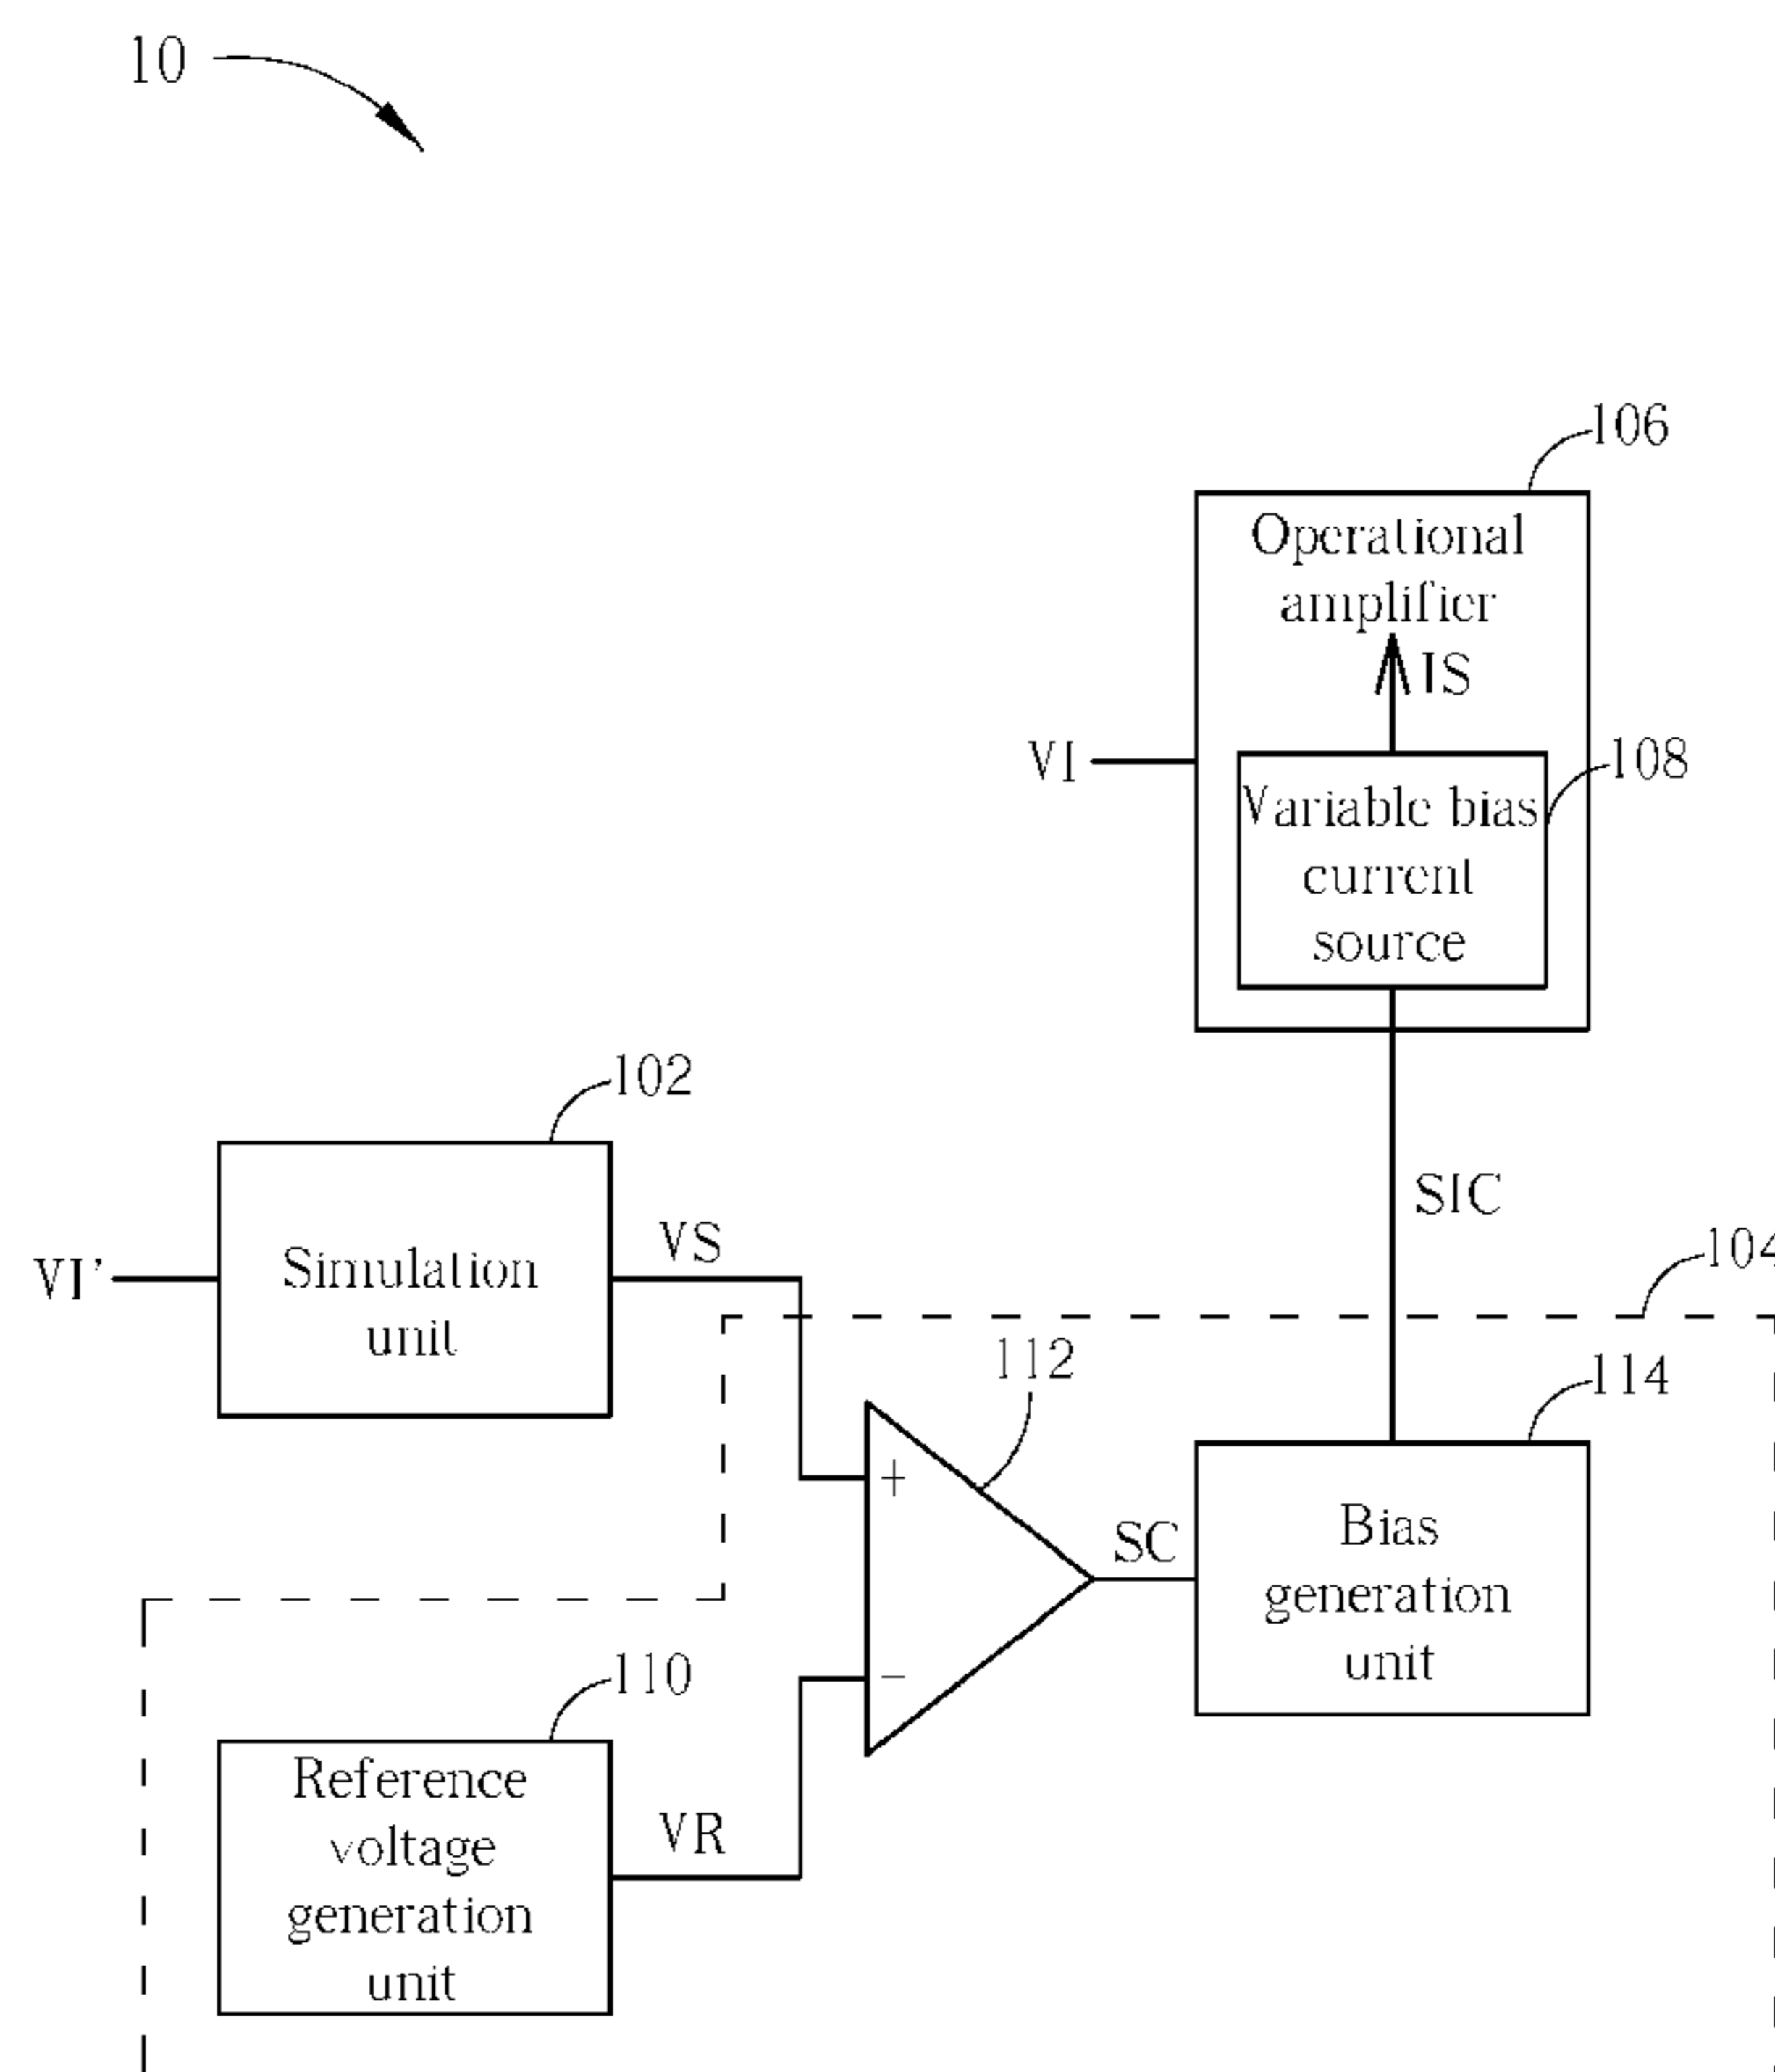 10
106
Operational
amplifier
IS
VI
108
Variable bias
current
source
102
SIC
VS
104
VI'
Simulation
unit
112
114
+
SC
Bias
generation
unit
110
−
Reference
voltage
generation
unit
VR